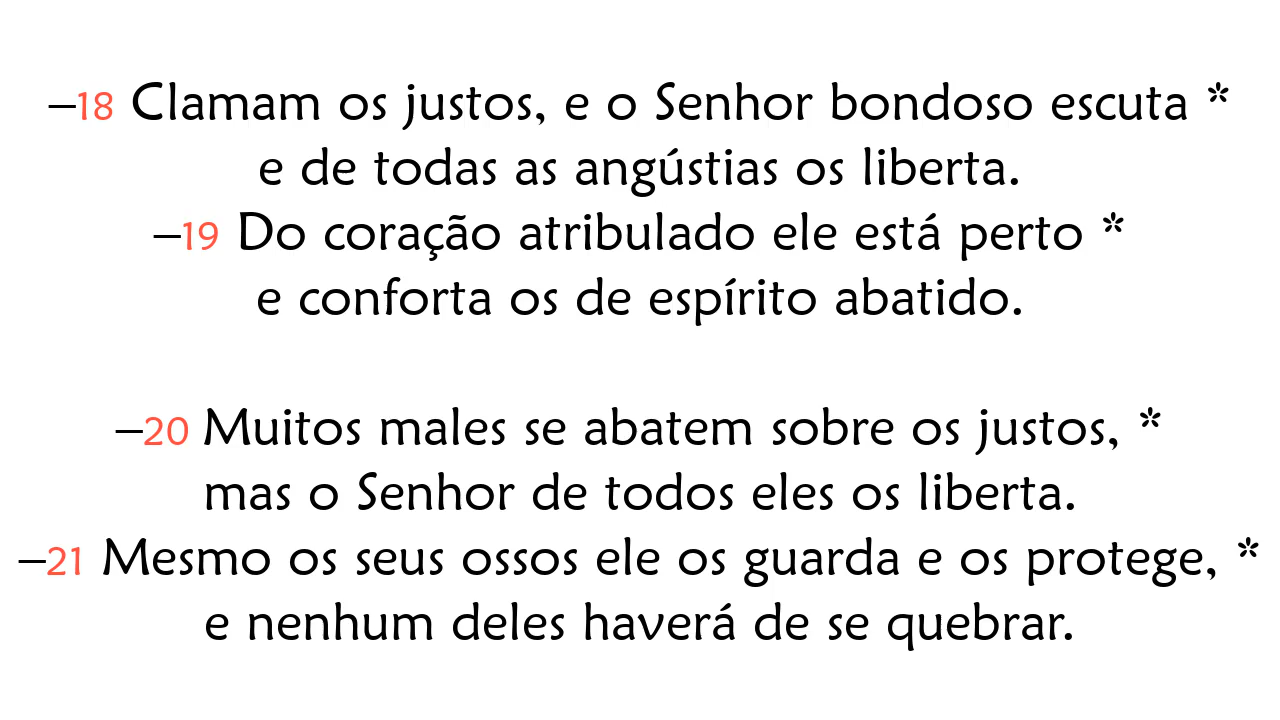 –18 Clamam os justos, e o Senhor bondoso escuta *
e de todas as angústias os liberta.
–19 Do coração atribulado ele está perto *
e conforta os de espírito abatido.
–20 Muitos males se abatem sobre os justos, *
mas o Senhor de todos eles os liberta.
–21 Mesmo os seus ossos ele os guarda e os protege, *
e nenhum deles haverá de se quebrar.